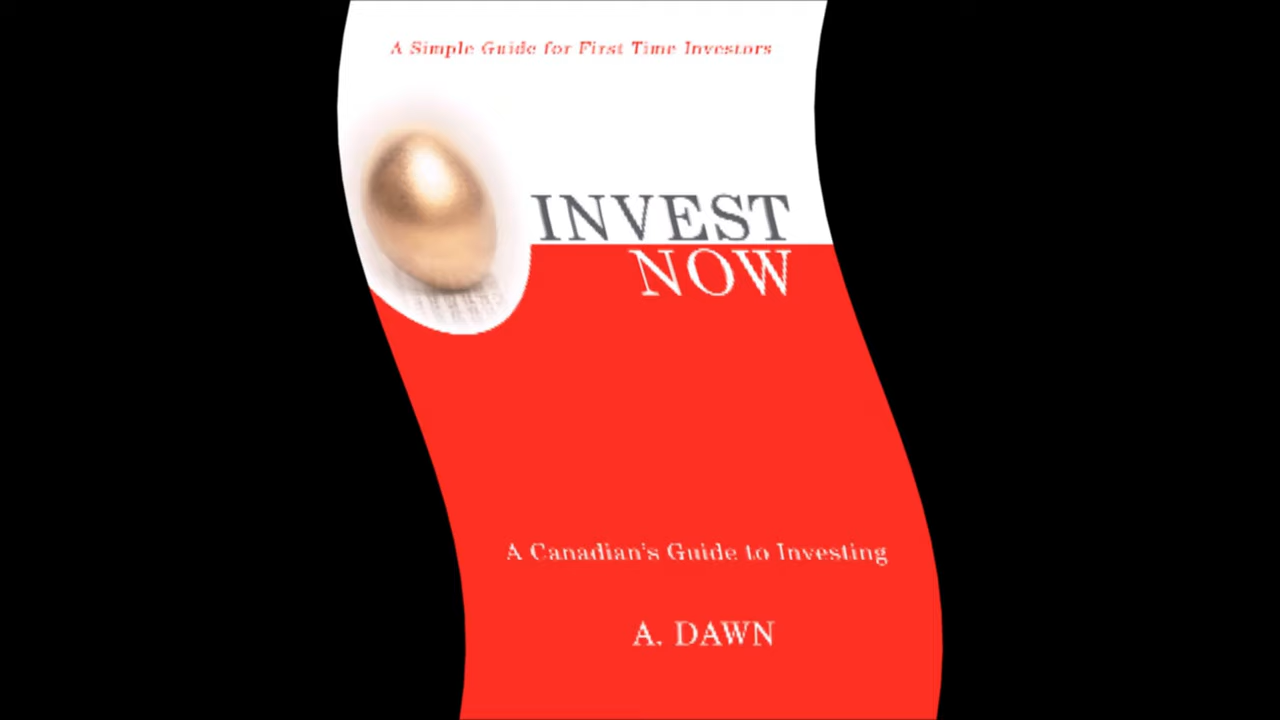 A Simple Guide for First Time Investors
INVEST
NOW
A Canadian's Guide to Investing
A. DAWN